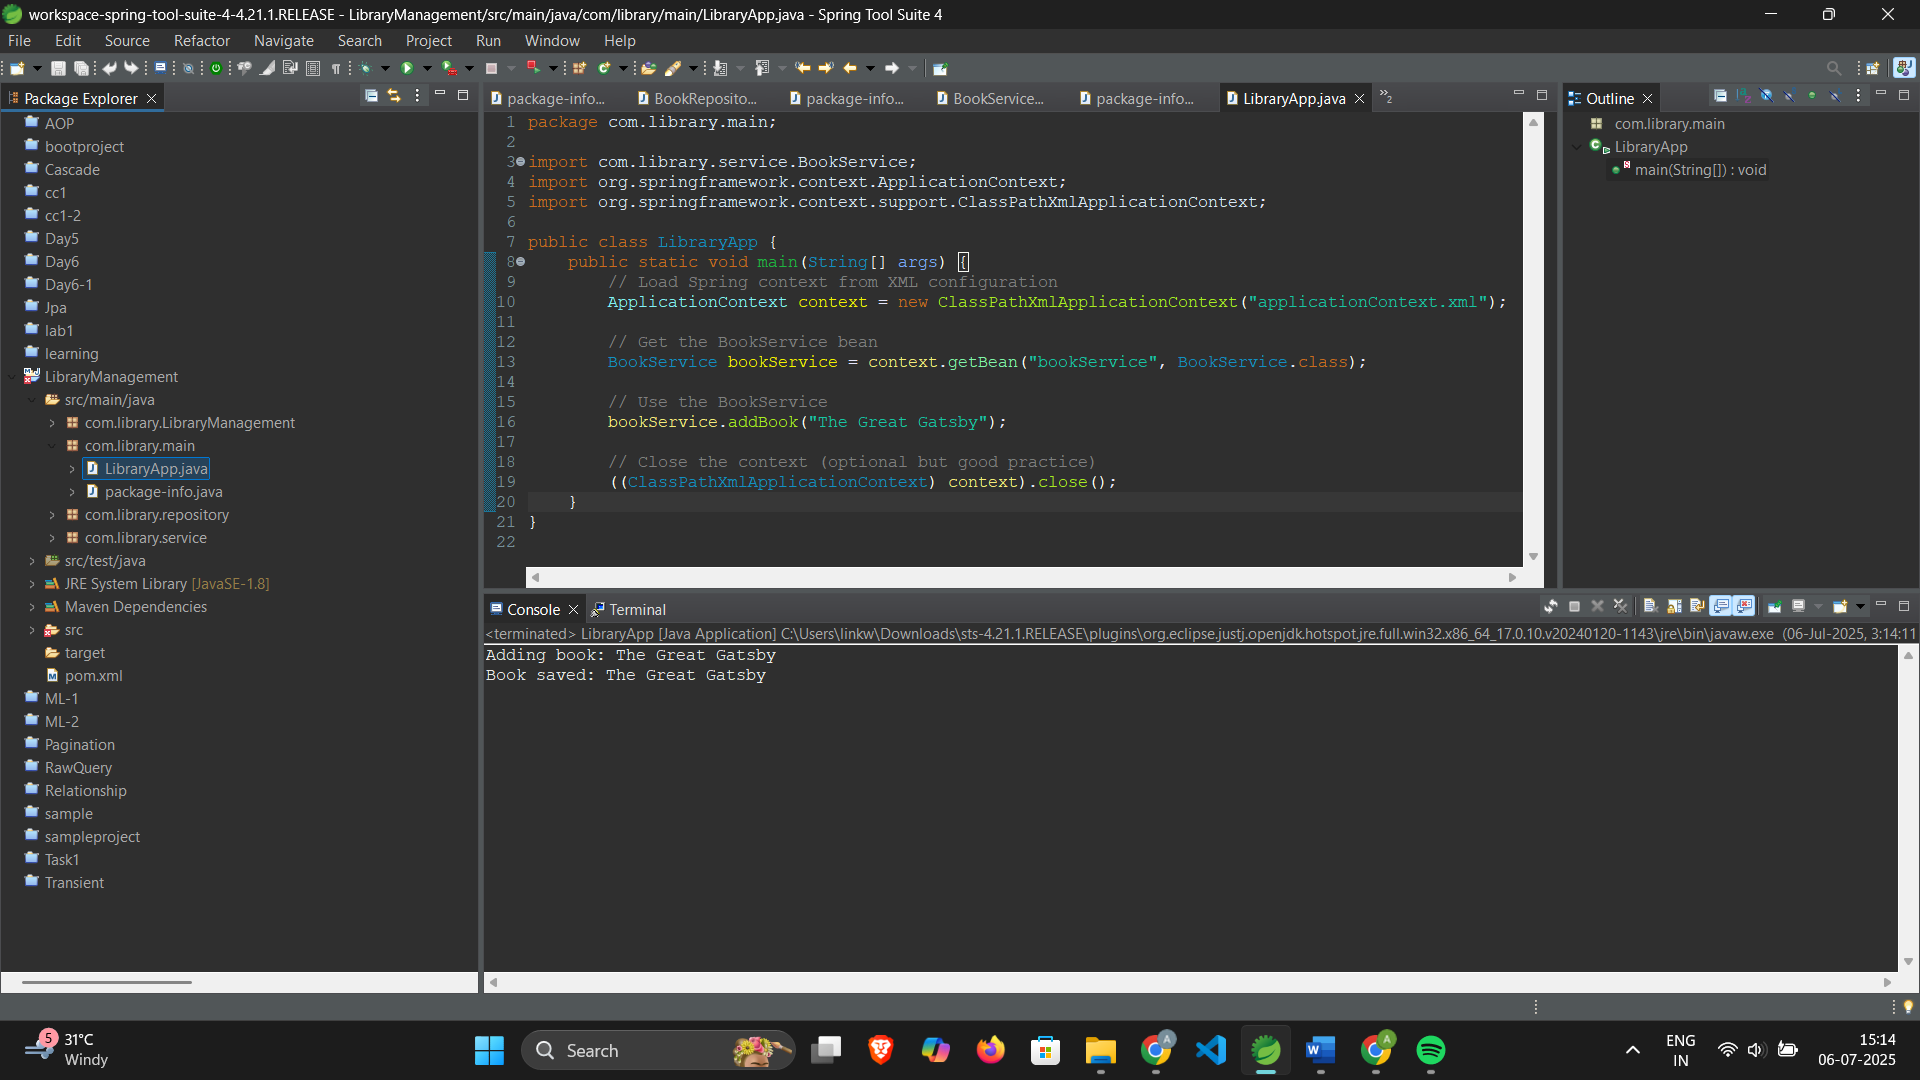 workspace-spring-tool-suite-4-4.21.1.RELEASE - LibraryManagement/src/main/java/com/library/main/LibraryApp.java - Spring Tool Suite 4
File Edit Source Refactor Navigate Search Project Run Window Help
Package Explorer
AOP
bootproject
Cascade
cc1
cc1-2
Day5
Day6
Day6-1
Jpa
lab1
learning
LibraryManagement
src/main/java
com.library.LibraryManagement
com.library.main
LibraryApp.java
package-info.java
com.library.repository
com.library.service
src/test/java
JRE System Library [JavaSE-1.8]
Maven Dependencies
src
target
pom.xml
ML-1
ML-2
Pagination
RawQuery
Relationship
sample
sampleproject
Task1
Transient
package-info... BookReposito... package-info... BookService... package-info... LibraryApp.java »2
1 package com.library.main;
2
3 import com.library.service.BookService;
4 import org.springframework.context.ApplicationContext;
5 import org.springframework.context.support.ClassPathXmlApplicationContext;
6
7 public class LibraryApp {
8     public static void main(String[] args) {
9         // Load Spring context from XML configuration
10         ApplicationContext context = new ClassPathXmlApplicationContext("applicationContext.xml");
11
12         // Get the BookService bean
13         BookService bookService = context.getBean("bookService", BookService.class);
14
15         // Use the BookService
16         bookService.addBook("The Great Gatsby");
17
18         // Close the context (optional but good practice)
19         ((ClassPathXmlApplicationContext) context).close();
20     }
21 }
22
Outline
com.library.main
LibraryApp
main(String[]) : void
Console Terminal
<terminated> LibraryApp [Java Application] C:\Users\linkw\Downloads\sts-4.21.1.RELEASE\plugins\org.eclipse.justj.openjdk.hotspot.jre.full.win32.x86_64_17.0.10.v20240120-1143\jre\bin\javaw.exe (06-Jul-2025, 3:14:11
Adding book: The Great Gatsby
Book saved: The Great Gatsby
5
31°C
Windy
Search
ENG
IN
15:14
06-07-2025